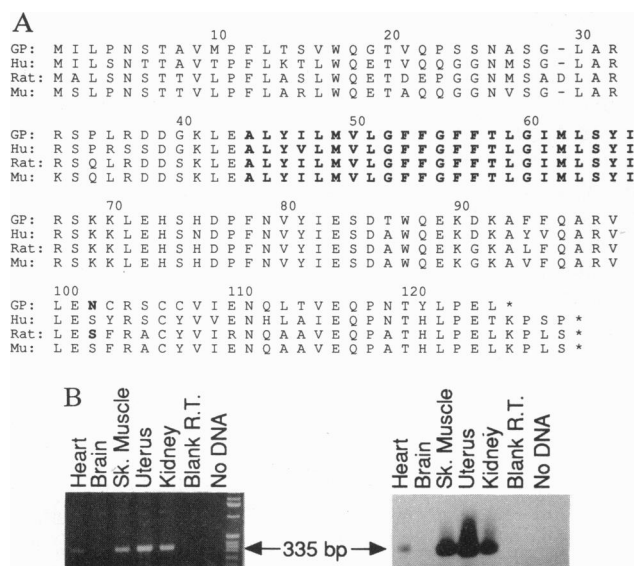 A
10 20 30
GP: M I L P N S T A V M P F L T S V W Q G T V Q P S S N A S G - L A R
Hu: M I L S N T T A V T P F L K T L W Q E T V Q Q G G N M S G - L A R
Rat: M A L S N S T T V L P F L A S L W Q E T D E P G G N M S A D L A R
Mu: M S L P N S T T V L P F L A R L W Q E T A Q Q G G N V S G - L A R
40 50 60
GP: R S P L R D D G K L E A L Y I L M V L G F F G F F T L G I M L S Y I
Hu: R S P R S S D G K L E A L Y V L M V L G F F G F F T L G I M L S Y I
Rat: R S Q L R D D S K L E A L Y I L M V L G F F G F F T L G I M L S Y I
Mu: K S Q L R D D S K L E A L Y I L M V L G F F G F F T L G I M L S Y I
70 80 90
GP: R S K K L E H S H D P F N V Y I E S D T W Q E K D K A F F Q A R V
Hu: R S K K L E H S N D P F N V Y I E S D A W Q E K D K A Y V Q A R V
Rat: R S K K L E H S H D P F N V Y I E S D A W Q E K G K A L F Q A R V
Mu: R S K K L E H S H D P F N V Y I E S D A W Q E K G K A V F Q A R V
100 110 120
GP: L E N C R S C C V I E N Q L T V E Q P N T Y L P E L *
Hu: L E S Y R S C Y V V E N H L A I E Q P N T H L P E T K P S P *
Rat: L E S F R A C Y V I R N Q A A V E Q P A T H L P E L K P L S *
Mu: L E S F R A C Y V I E N Q A A V E Q P A T H L P E L K P L S *
B
Heart Brain Sk. Muscle Uterus Kidney Blank R.T. No DNA
Heart Brain Sk. Muscle Uterus Kidney Blank R.T. No DNA
335 bp